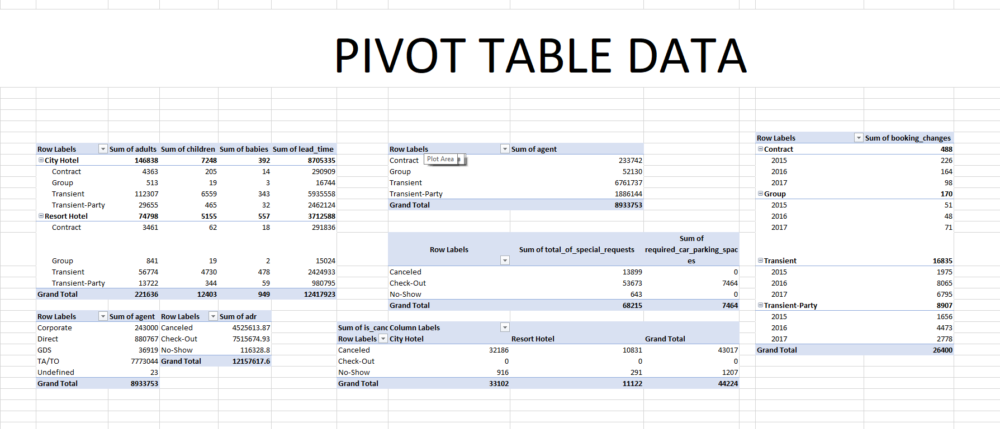 PIVOT TABLE DATA
Row Labels Sum of adults Sum of children Sum of babies Sum of lead_time
City Hotel 146838 7248 392 8705335
Contract 4363 205 14 290909
Group 513 19 3 16744
Transient 112307 6559 343 5935558
Transient-Party 29655 465 32 2462124
Resort Hotel 74798 5155 557 3712588
Contract 3461 62 18 291836
Group 841 19 2 15024
Transient 56774 4730 478 2424933
Transient-Party 13722 344 59 980795
Grand Total 221636 12403 949 12417923
Row Labels Sum of agent
Corporate 243000
Direct 880767
GDS 36919
TA/TO 7773044
Undefined 23
Grand Total 8933753
Row Labels Sum of adr
Canceled 4525613.87
Check-Out 7515674.93
No-Show 116328.8
Grand Total 12157617.6
Row Labels Sum of agent
Contract 233742
Plot Area a
Group 52130
Transient 6761737
Transient-Party 1886144
Grand Total 8933753
Sum of
Row Labels Sum of total_of_special_requests required_car_parking_spac
es
Canceled 13899 0
Check-Out 53673 7464
No-Show 643 0
Grand Total 68215 7464
Sum of is_canc Column Labels
Row Labels City Hotel Resort Hotel Grand Total
Canceled 32186 10831 43017
Check-Out 0 0 0
No-Show 916 291 1207
Grand Total 33102 11122 44224
Row Labels Sum of booking_changes
Contract 488
2015 226
2016 164
2017 98
Group 170
2015 51
2016 48
2017 71
Transient 16835
2015 1975
2016 8065
2017 6795
Transient-Party 8907
2015 1656
2016 4473
2017 2778
Grand Total 26400